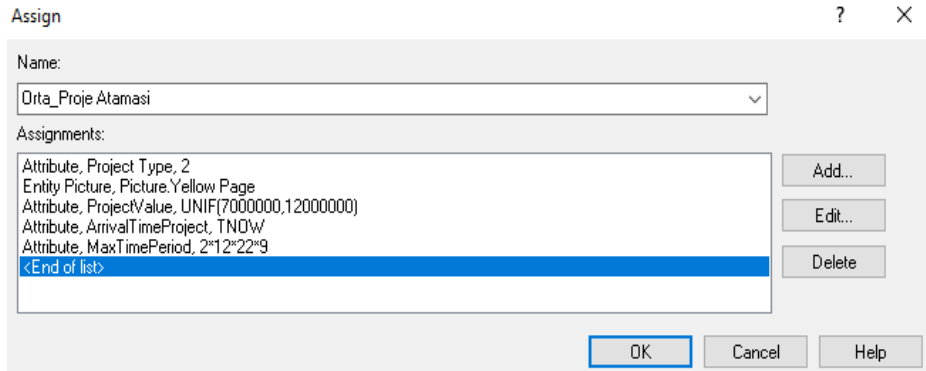 Assign
? X
Name:
Orta_Proje Atamasi
Assignments:
Attribute, Project Type, 2
Entity Picture, Picture.Yellow Page
Attribute, ProjectValue, UNIF(7000000,12000000)
Attribute, ArrivalTimeProject, TNOW
Attribute, MaxTimePeriod, 2*12*22*9
<End of list>
Add...
Edit...
Delete
OK Cancel Help